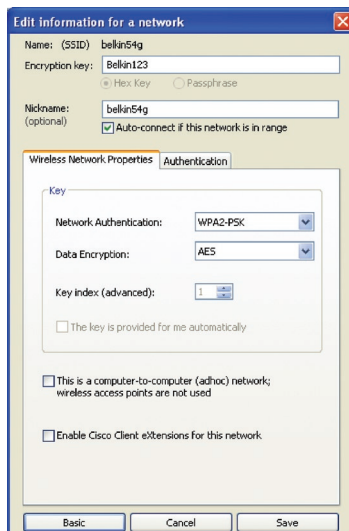 Edit information for a network
Name: (SSID) belkin54g
Encryption key: Belkin123
Hex Key Passphrase
Nickname: belkin54g
(optional)
Auto-connect if this network is in range
Wireless Network Properties Authentication
Key
Network Authentication: WPA2-PSK
Data Encryption: AES
Key index (advanced): 1
The key is provided for me automatically
This is a computer-to-computer (adhoc) network;
wireless access points are not used
Enable Cisco Client eXtensions for this network
Basic Cancel Save